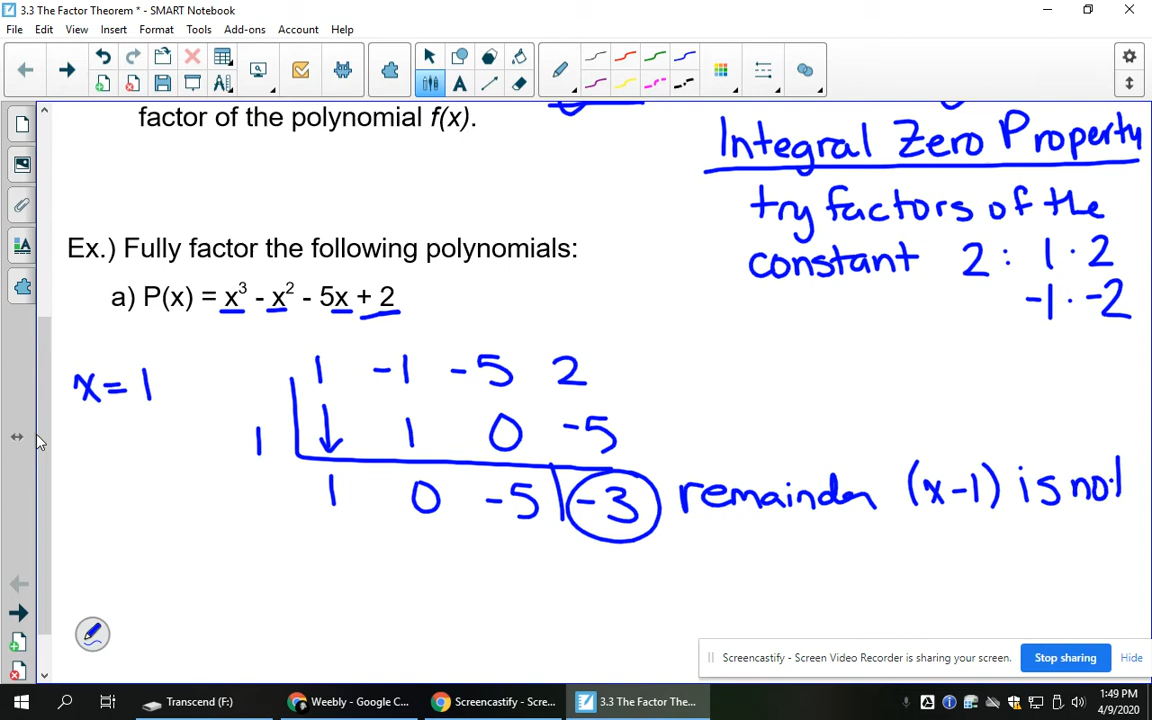 3.3 The Factor Theorem * - SMART Notebook
File Edit View Insert Format Tools Add-ons Account Help
factor of the polynomial f(x).
Integral Zero Property
try factors of the
constant 2 : 1 · 2
-1 · -2
Ex.) Fully factor the following polynomials:
a) P(x) = x³ - x² - 5x + 2
x = 1
1 -1 -5 2
1 1 0 -5
1 0 -5 -3 remainder (x-1) is not
Screencastify - Screen Video Recorder is sharing your screen. Stop sharing Hide
Transcend (F:) Weebly - Google C... Screencastify - Scre... 3.3 The Factor The...
1:49 PM
4/9/2020